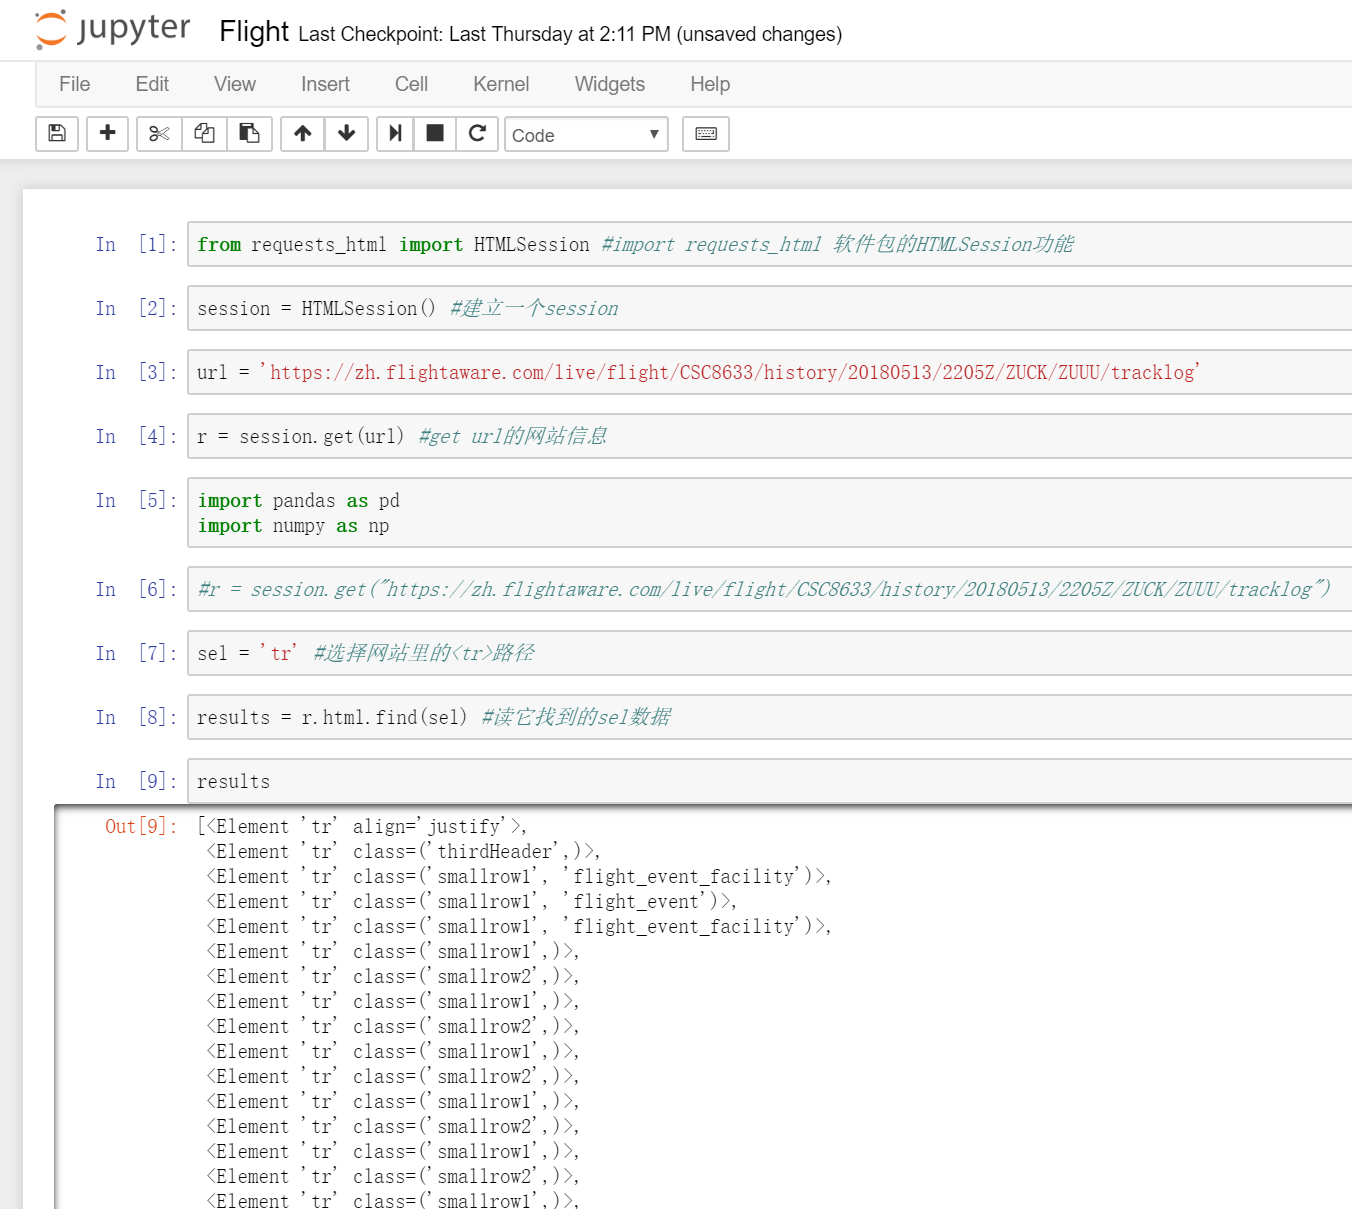 jupyter Flight Last Checkpoint: Last Thursday at 2:11 PM (unsaved changes)
File Edit View Insert Cell Kernel Widgets Help
Code
In [1]: from requests_html import HTMLSession #import requests_html 软件包的HTMLSession功能
In [2]: session = HTMLSession() #建立一个session
In [3]: url = 'https://zh.flightaware.com/live/flight/CSC8633/history/20180513/2205Z/ZUCK/ZUUU/tracklog'
In [4]: r = session.get(url) #get url的网站信息
In [5]: import pandas as pd
import numpy as np
In [6]: #r = session.get("https://zh.flightaware.com/live/flight/CSC8633/history/20180513/2205Z/ZUCK/ZUUU/tracklog")
In [7]: sel = 'tr' #选择网站里的<tr>路径
In [8]: results = r.html.find(sel) #读它找到的sel数据
In [9]: results
Out[9]: [<Element 'tr' align='justify'>,
<Element 'tr' class=('thirdHeader',)>,
<Element 'tr' class=('smallrow1', 'flight_event_facility')>,
<Element 'tr' class=('smallrow1', 'flight_event')>,
<Element 'tr' class=('smallrow1', 'flight_event_facility')>,
<Element 'tr' class=('smallrow1',)>,
<Element 'tr' class=('smallrow2',)>,
<Element 'tr' class=('smallrow1',)>,
<Element 'tr' class=('smallrow2',)>,
<Element 'tr' class=('smallrow1',)>,
<Element 'tr' class=('smallrow2',)>,
<Element 'tr' class=('smallrow1',)>,
<Element 'tr' class=('smallrow2',)>,
<Element 'tr' class=('smallrow1',)>,
<Element 'tr' class=('smallrow2',)>,
<Element 'tr' class=('smallrow1',)>,